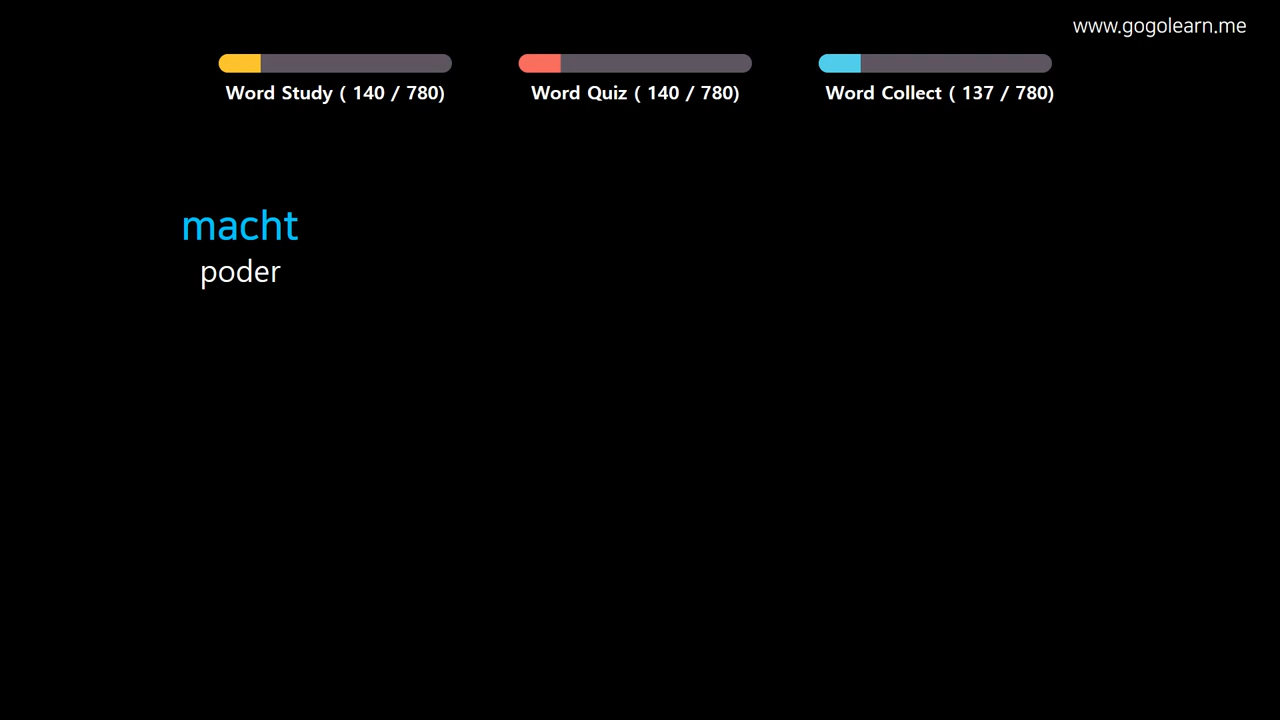 www.gogolearn.me
Word Study ( 140 / 780)
Word Quiz ( 140 / 780)
Word Collect ( 137 / 780)
macht
poder